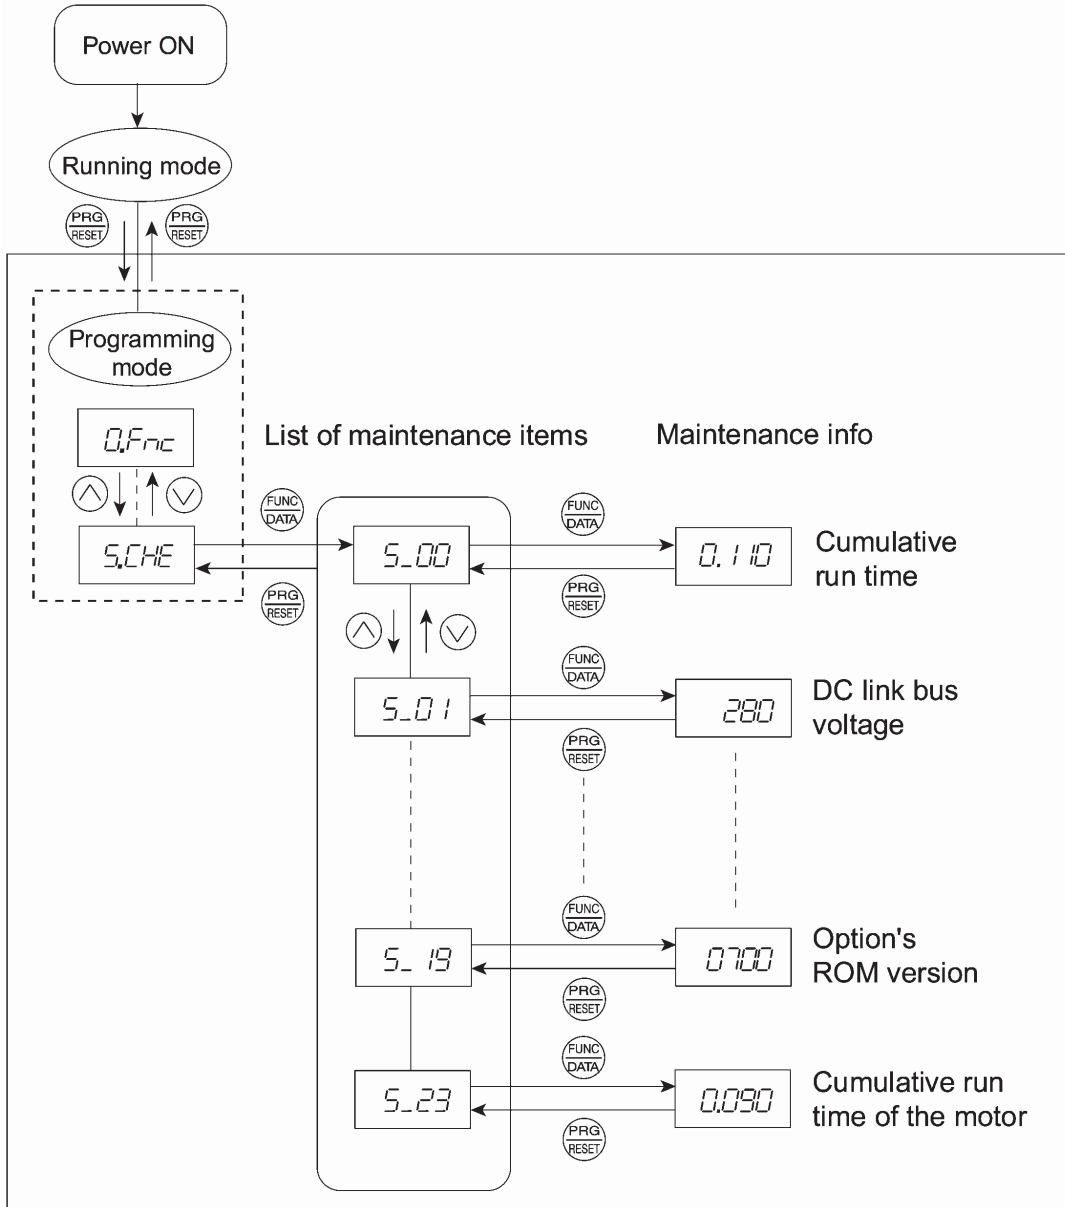 Power ON
Running mode
PRG
RESET
PRG
RESET
Programming
mode
0.Fnc
List of maintenance items
Maintenance info
FUNC
DATA
FUNC
DATA
5.CHE
5_00
0.110
Cumulative
run time
PRG
RESET
PRG
RESET
FUNC
DATA
5_01
280
DC link bus
voltage
PRG
RESET
FUNC
DATA
5_19
0700
Option's
ROM version
PRG
RESET
FUNC
DATA
5_23
0.090
Cumulative run
time of the motor
PRG
RESET